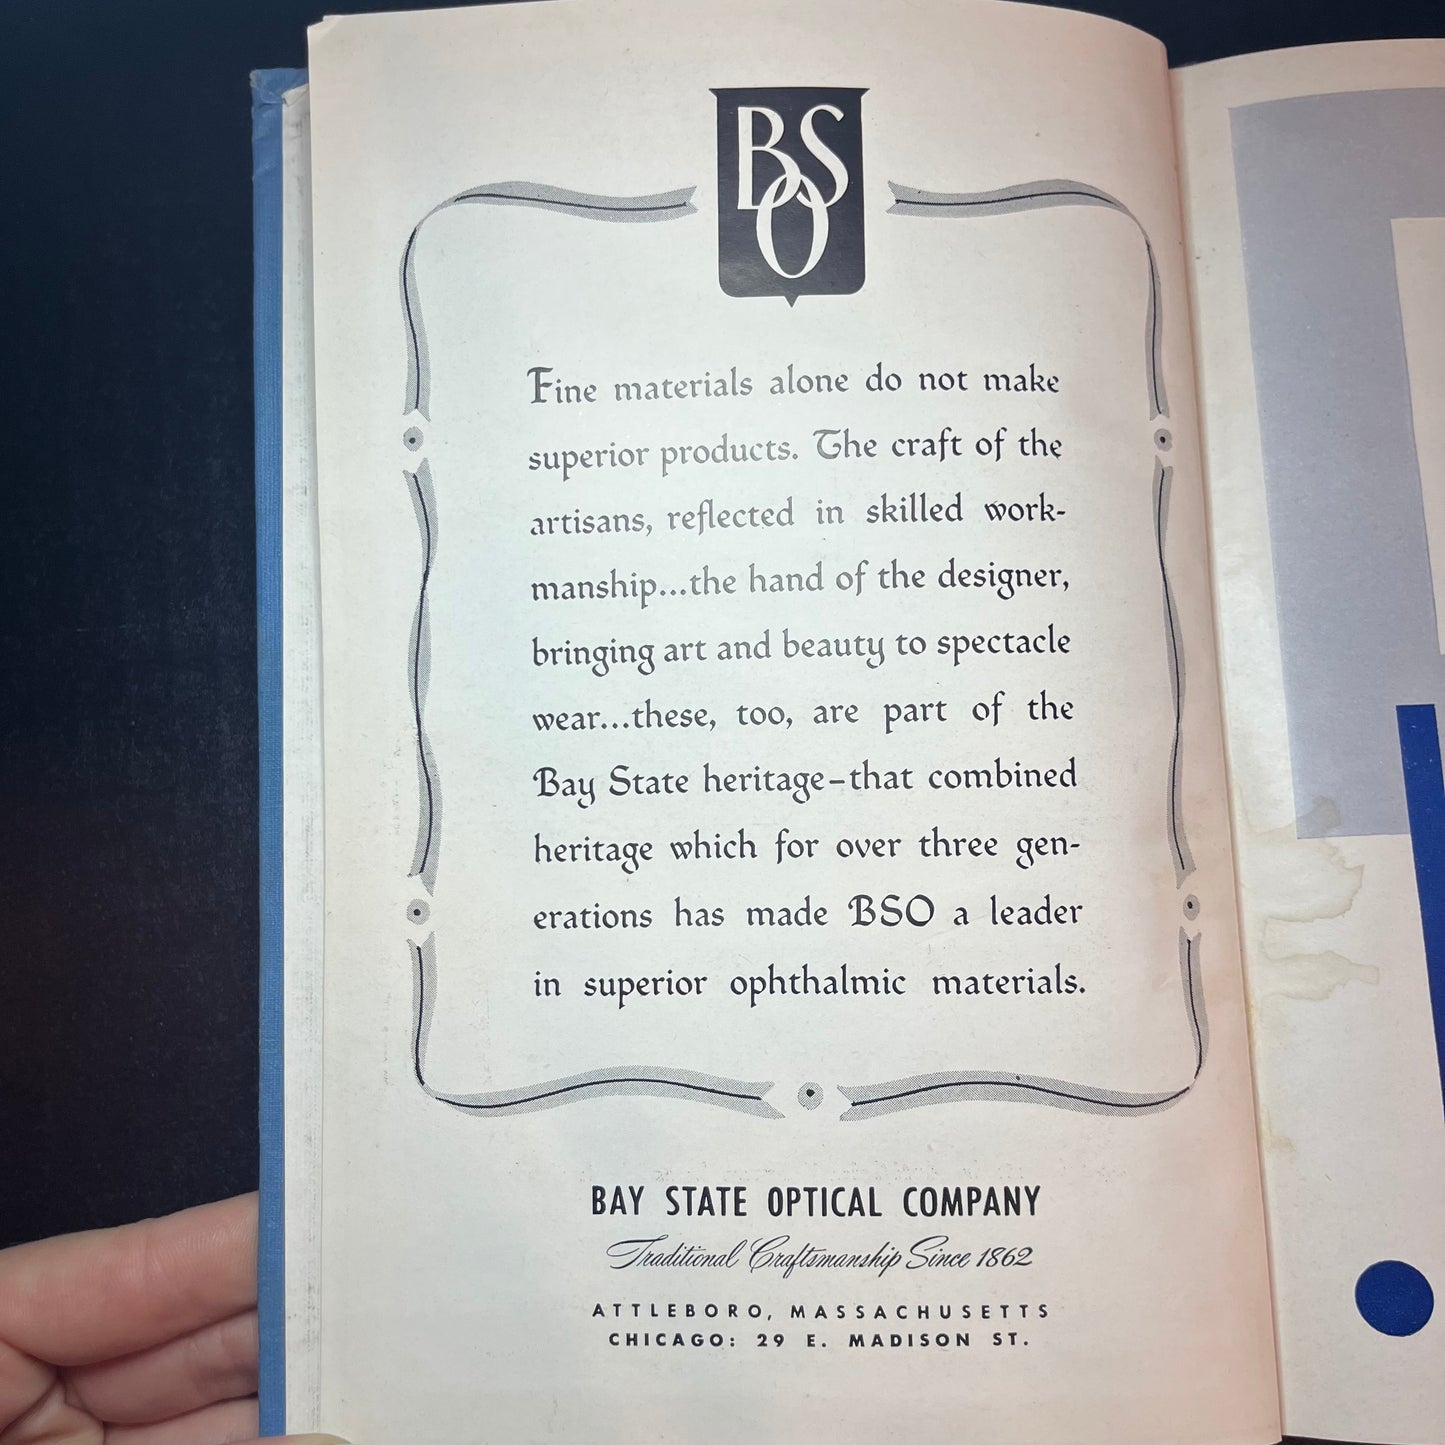 BSO
Fine materials alone do not make
superior products. The craft of the
artisans, reflected in skilled work-
manship...the hand of the designer,
bringing art and beauty to spectacle
wear...these, too, are part of the
Bay State heritage–that combined
heritage which for over three gen-
erations has made BSO a leader
in superior ophthalmic materials.
BAY STATE OPTICAL COMPANY
Traditional Craftsmanship Since 1862
ATTLEBORO, MASSACHUSETTS
CHICAGO: 29 E. MADISON ST.